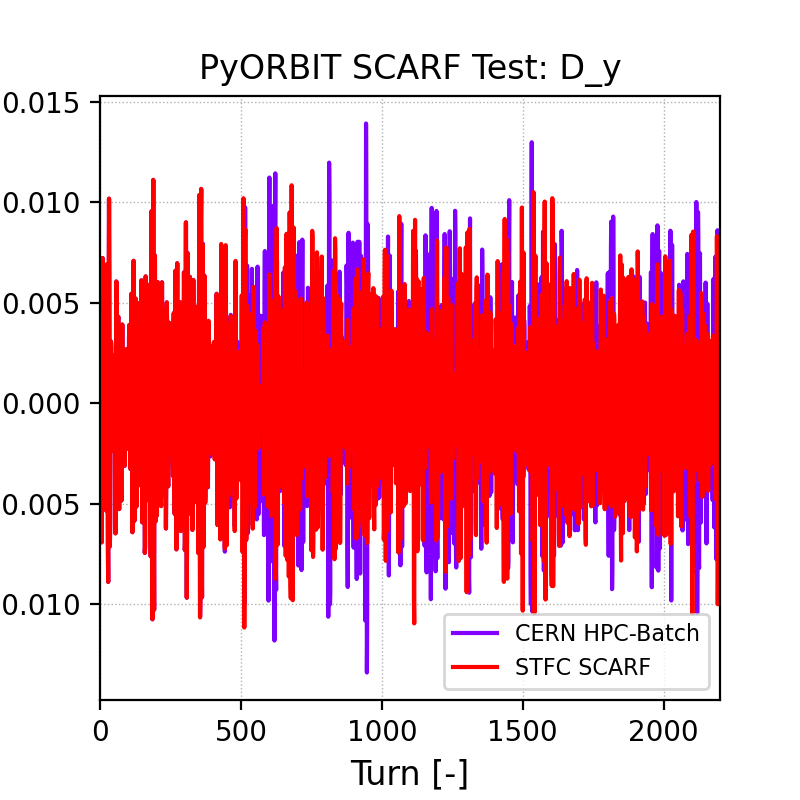 PyORBIT SCARF Test: D_y
0.015
0.010
0.005
0.000
0.005
0.010
CERN HPC-Batch
STFC SCARF
0
500
1000
1500
2000
Turn [-]